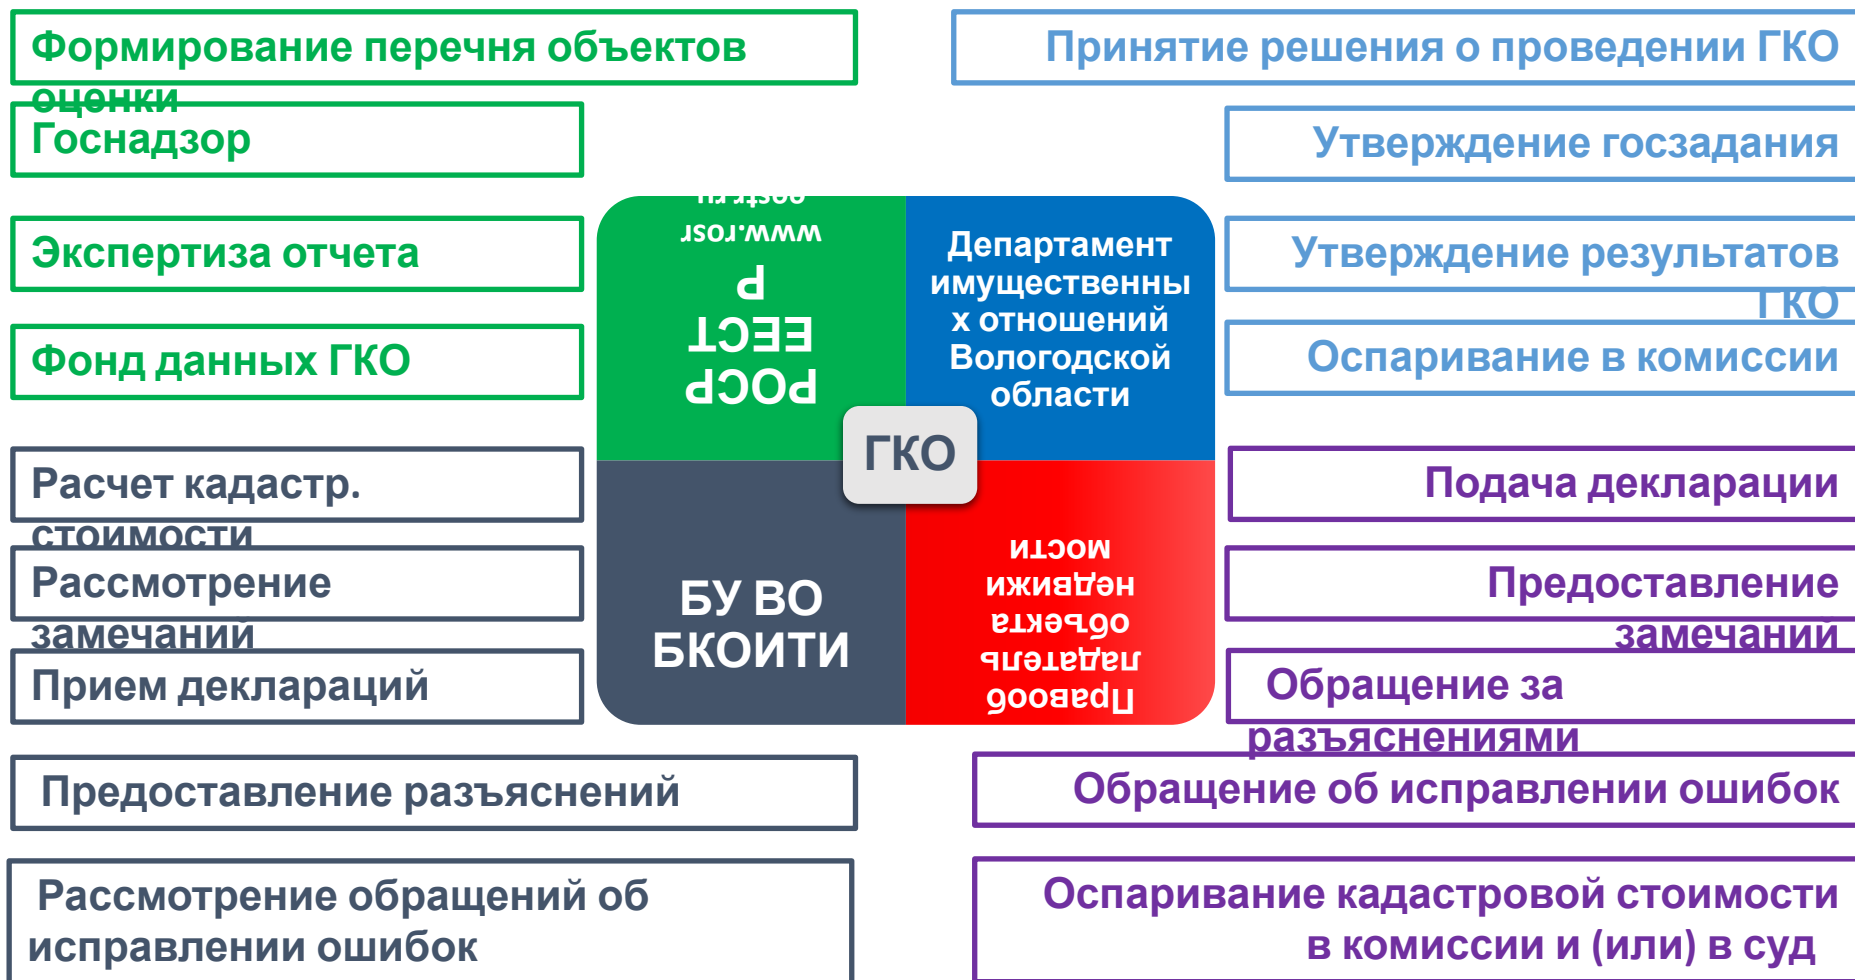 Формирование перечня объектов
оценки
Госнадзор
Экспертиза отчета
Фонд данных ГКО
Расчет кадастр.
стоимости
Рассмотрение
замечаний
Прием деклараций
Предоставление разъяснений
Рассмотрение обращений об
исправлении ошибок
РОСР
ЕЕСТ
Р
www.rosr
eestr.ru
Департамент
имущественны
х отношений
Вологодской
области
ГКО
БУ ВО
БКОИТИ
Правооб
ладатель
объекта
недвижи
мости
Принятие решения о проведении ГКО
Утверждение госзадания
Утверждение результатов
ГКО
Оспаривание в комиссии
Подача декларации
Предоставление
замечаний
Обращение за
разъяснениями
Обращение об исправлении ошибок
Оспаривание кадастровой стоимости
в комиссии и (или) в суд